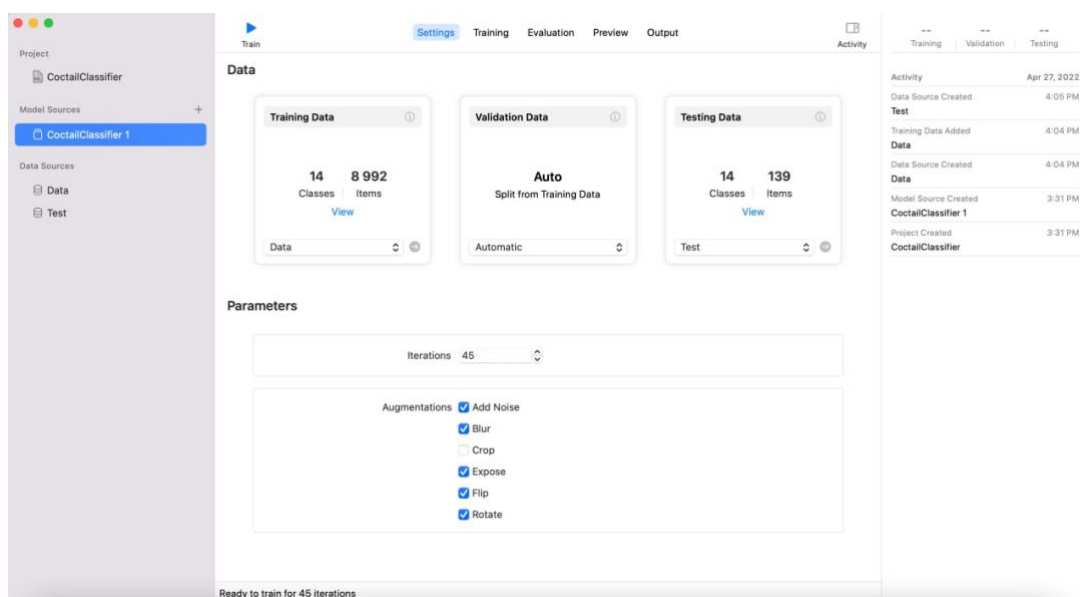 Project
CoctailClassifier
Model Sources +
CoctailClassifier 1
Data Sources
Data
Test
Train
Settings Training Evaluation Preview Output
Activity
Data
Training Data
14 8 992
Classes Items
View
Data
Validation Data
Auto
Split from Training Data
Automatic
Testing Data
14 139
Classes Items
View
Test
Parameters
Iterations 45
Augmentations Add Noise
Blur
Crop
Expose
Flip
Rotate
Ready to train for 45 iterations
-- -- --
Training Validation Testing
Activity Apr 27, 2022
Data Source Created 4:05 PM
Test
Training Data Added 4:04 PM
Data
Data Source Created 4:04 PM
Data
Model Source Created 3:31 PM
CoctailClassifier 1
Project Created 3:31 PM
CoctailClassifier